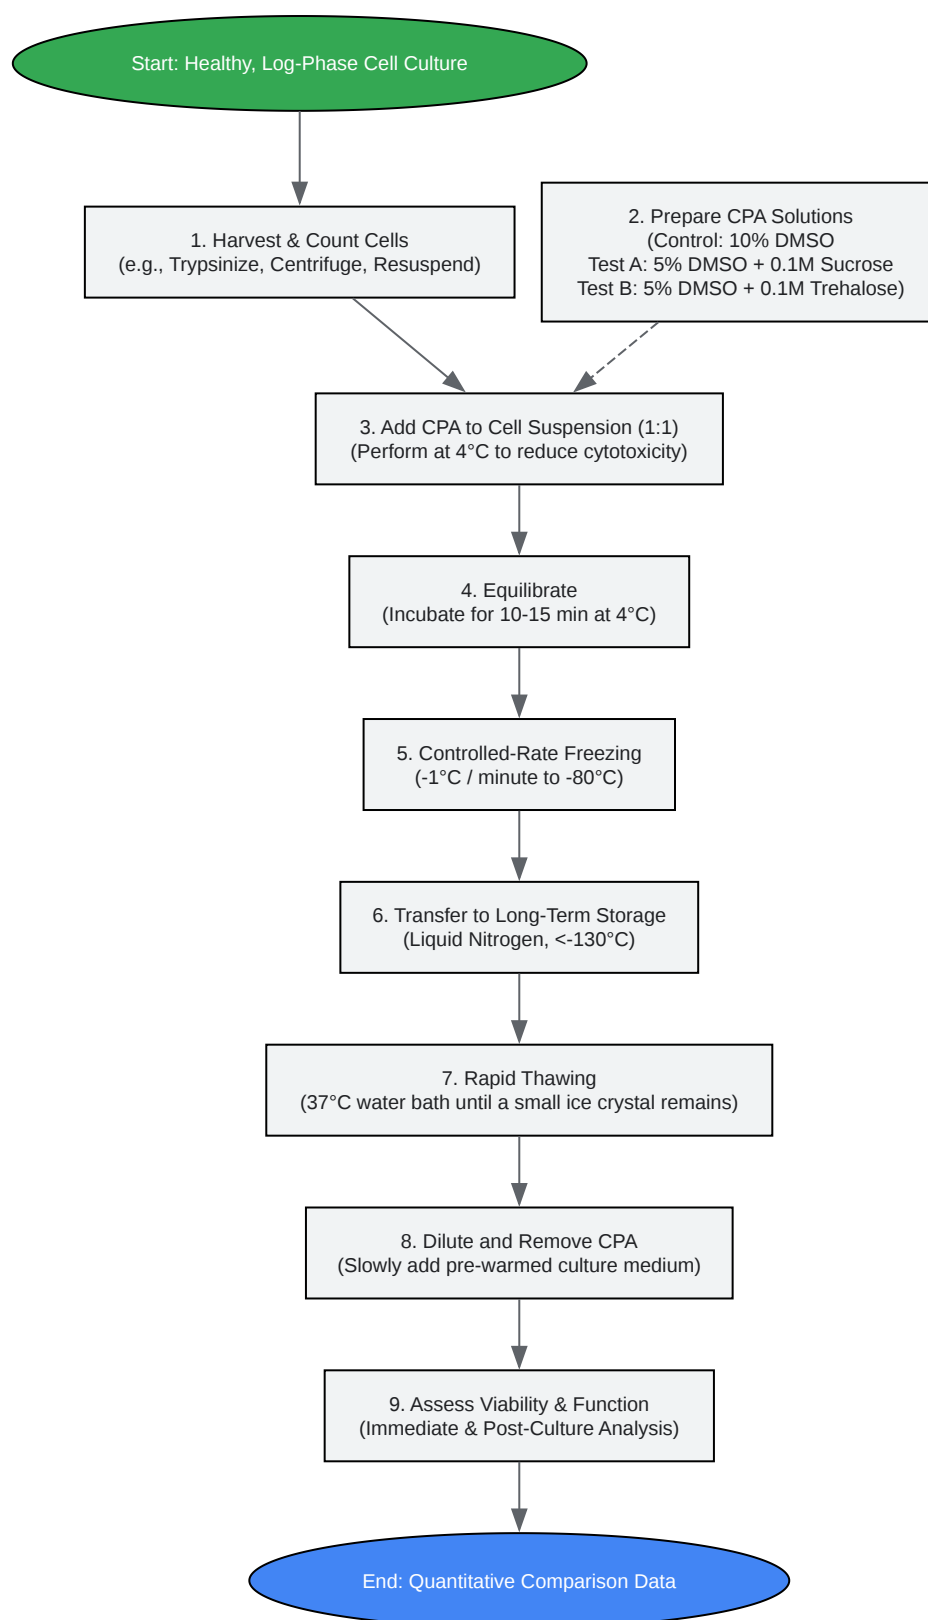 Start: Healthy, Log-Phase Cell Culture
1. Harvest & Count Cells
(e.g., Trypsinize, Centrifuge, Resuspend)
2. Prepare CPA Solutions
(Control: 10% DMSO
Test A: 5% DMSO + 0.1M Sucrose
Test B: 5% DMSO + 0.1M Trehalose)
3. Add CPA to Cell Suspension (1:1)
(Perform at 4°C to reduce cytotoxicity)
4. Equilibrate
(Incubate for 10-15 min at 4°C)
5. Controlled-Rate Freezing
(-1°C / minute to -80°C)
6. Transfer to Long-Term Storage
(Liquid Nitrogen, <-130°C)
7. Rapid Thawing
(37°C water bath until a small ice crystal remains)
8. Dilute and Remove CPA
(Slowly add pre-warmed culture medium)
9. Assess Viability & Function
(Immediate & Post-Culture Analysis)
End: Quantitative Comparison Data